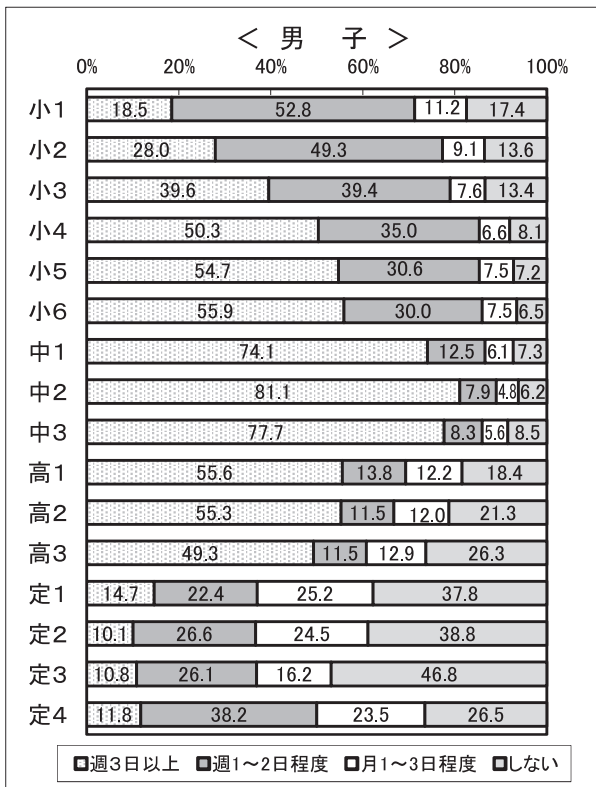 ＜ 男 子 ＞
0% 20% 40% 60% 80% 100%
小1 18.5 52.8 11.2 17.4
小2 28.0 49.3 9.1 13.6
小3 39.6 39.4 7.6 13.4
小4 50.3 35.0 6.6 8.1
小5 54.7 30.6 7.5 7.2
小6 55.9 30.0 7.5 6.5
中1 74.1 12.5 6.1 7.3
中2 81.1 7.9 4.8 6.2
中3 77.7 8.3 5.6 8.5
高1 55.6 13.8 12.2 18.4
高2 55.3 11.5 12.0 21.3
高3 49.3 11.5 12.9 26.3
定1 14.7 22.4 25.2 37.8
定2 10.1 26.6 24.5 38.8
定3 10.8 26.1 16.2 46.8
定4 11.8 38.2 23.5 26.5
週3日以上 週1～2日程度 月1～3日程度 しない